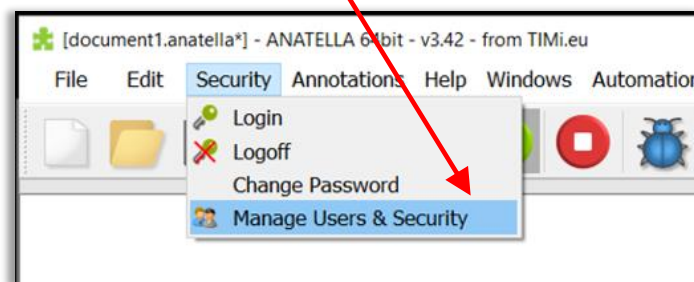 [document1.anatella*] - ANATELLA 64bit - v3.42 - from TIMi.eu
File Edit Security Annotations Help Windows Automation
Login
Logoff
Change Password
Manage Users & Security